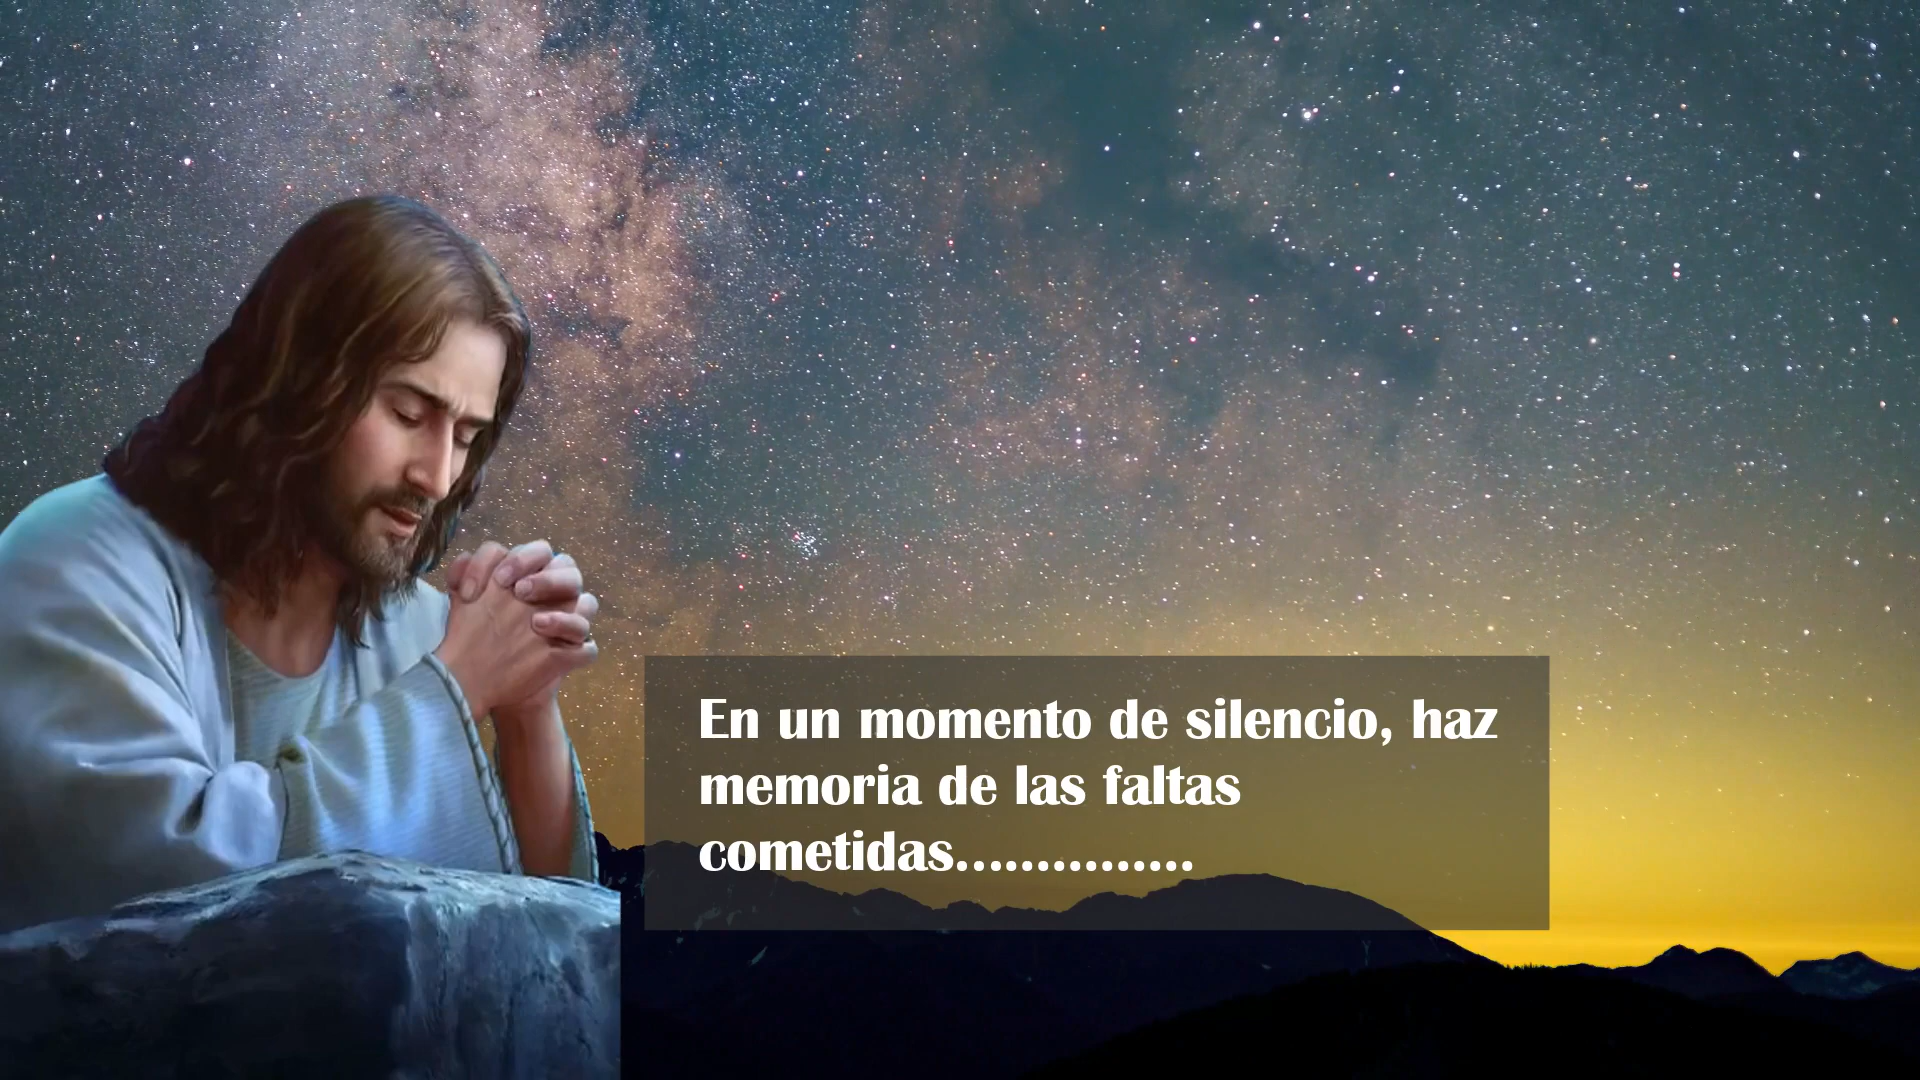 En un momento de silencio, haz
memoria de las faltas
cometidas...............